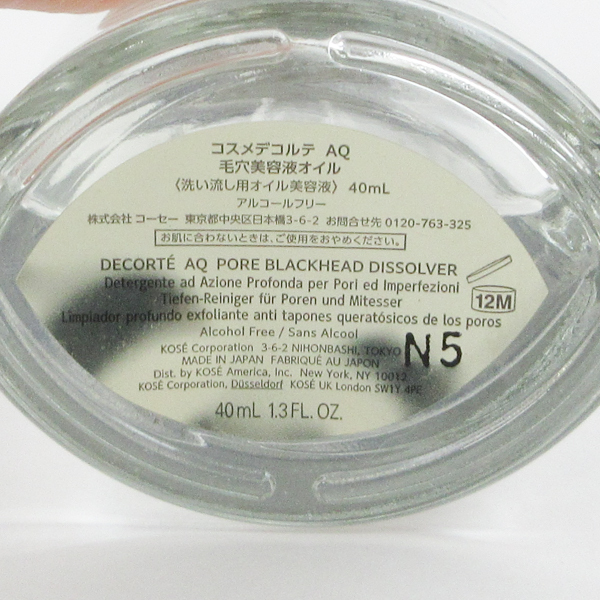 コスメデコルテ AQ
毛穴美容液オイル
〈洗い流し用オイル美容液〉 40mL
アルコールフリー
株式会社 コーセー 東京都中央区日本橋3-6-2 お問合せ先 0120-763-325
お肌に合わないときは、ご使用をおやめください。
DECORTÉ AQ PORE BLACKHEAD DISSOLVER
Detergente ad Azione Profonda per Pori ed Imperfezioni
Tiefen-Reiniger für Poren und Mitesser
12M
Limpiador profundo exfoliante anti tapones queratósicos de los poros
Alcohol Free / Sans Alcool
KOSÉ Corporation 3-6-2 NIHONBASHI, TOKYO
N5
MADE IN JAPAN FABRIQUÉ AU JAPON
Dist. by KOSÉ America, Inc. New York, NY 10012
KOSÉ Corporation, Düsseldorf KOSÉ UK London SW1Y 4PE
40mL 1.3 FL. OZ.